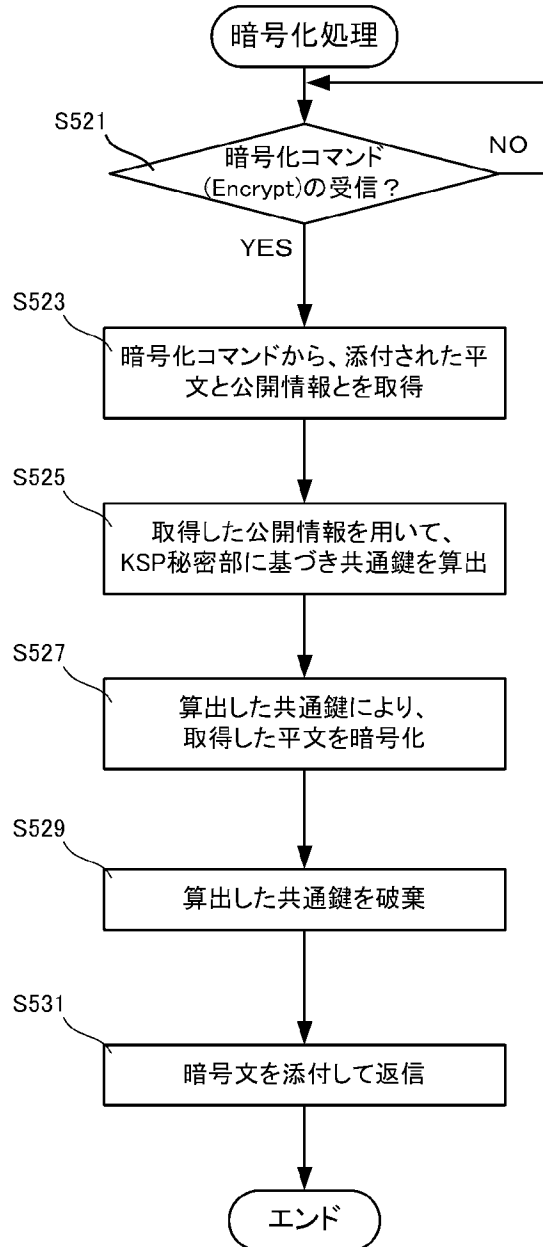 暗号化処理
S521
暗号化コマンド
(Encrypt)の受信？
NO
YES
S523
暗号化コマンドから、添付された平
文と公開情報とを取得
S525
取得した公開情報を用いて、
KSP秘密部に基づき共通鍵を算出
S527
算出した共通鍵により、
取得した平文を暗号化
S529
算出した共通鍵を破棄
S531
暗号文を添付して返信
エンド